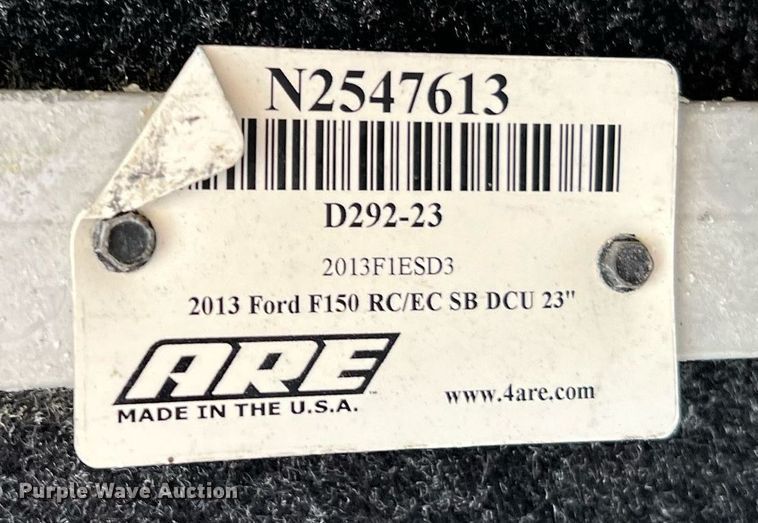 N2547613
D292-23
2013F1ESD3
2013 Ford F150 RC/EC SB DCU 23"
ARE
MADE IN THE U.S.A.
www.4are.com
Purple Wave Auction